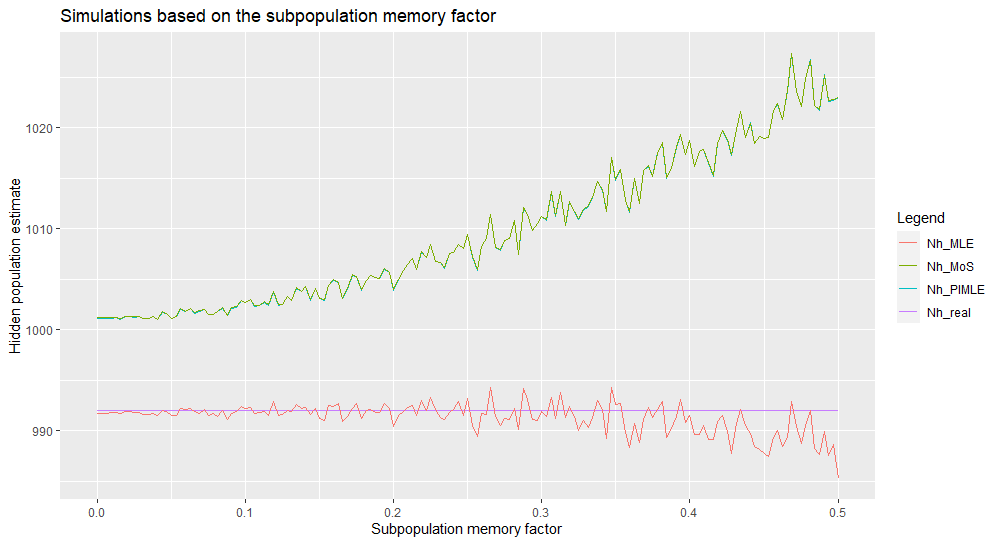 Simulations based on the subpopulation memory factor
Hidden population estimate
1020
1010
1000
990
0.0 0.1 0.2 0.3 0.4 0.5
Subpopulation memory factor
Legend
Nh_MLE
Nh_MoS
Nh_PIMLE
Nh_real